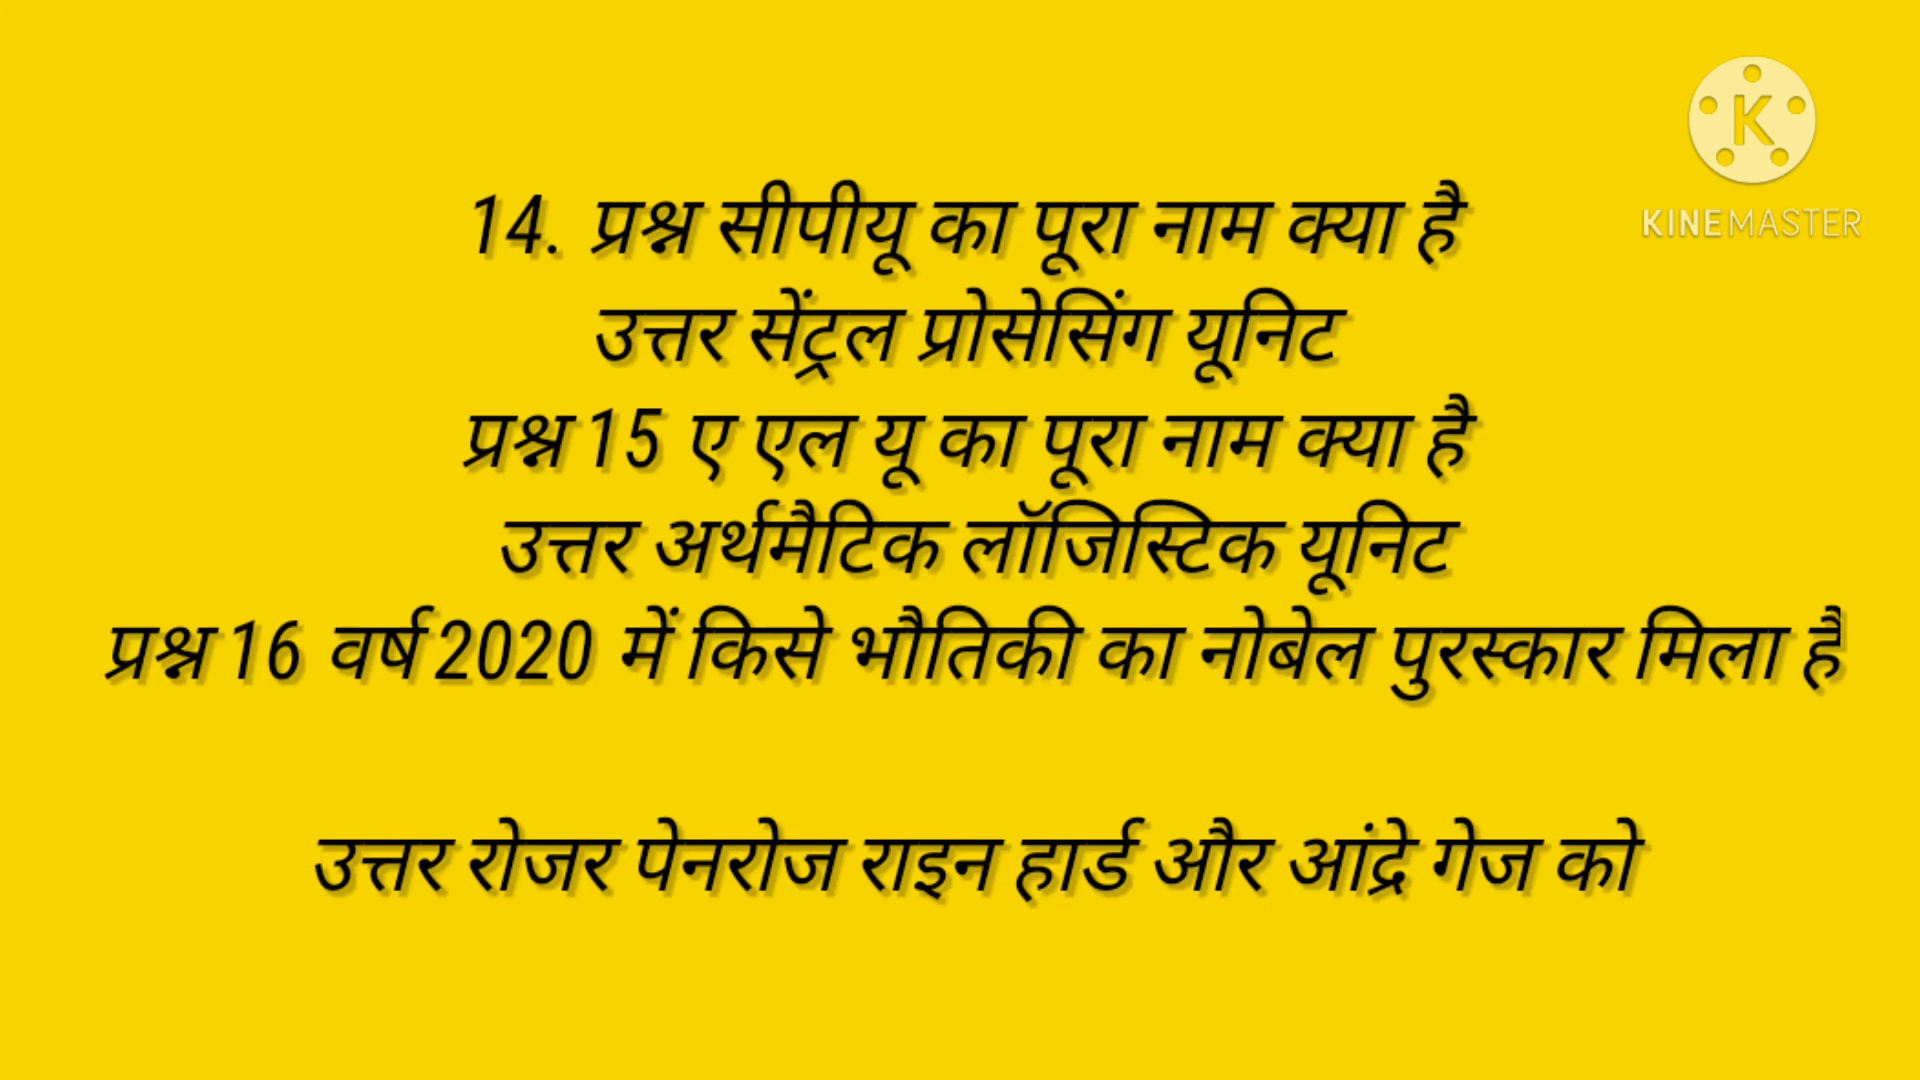 K
KINEMASTER
14. प्रश्न सीपीयू का पूरा नाम क्या है
उत्तर सेंट्रल प्रोसेसिंग यूनिट
प्रश्न 15 ए एल यू का पूरा नाम क्या है
उत्तर अर्थमैटिक लॉजिस्टिक यूनिट
प्रश्न 16 वर्ष 2020 में किसे भौतिकी का नोबेल पुरस्कार मिला है
उत्तर रोजर पेनरोज राइन हार्ड और आंद्रे गेज को